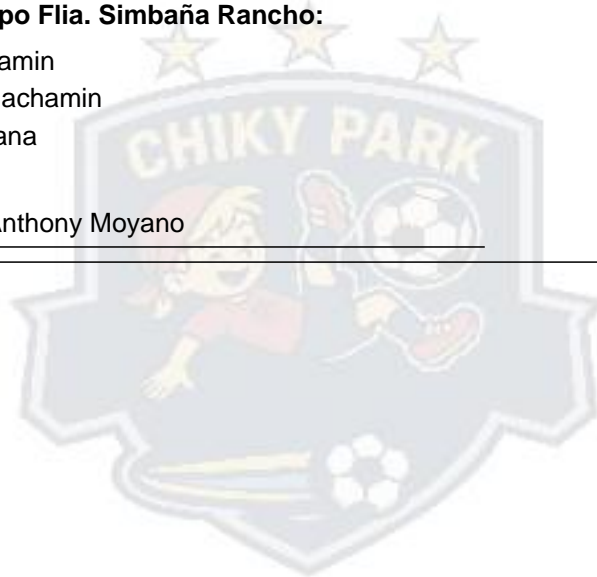 po Flia. Simbaña Rancho:
amin
achamin
ana
Anthony Moyano
CHIKY PARK